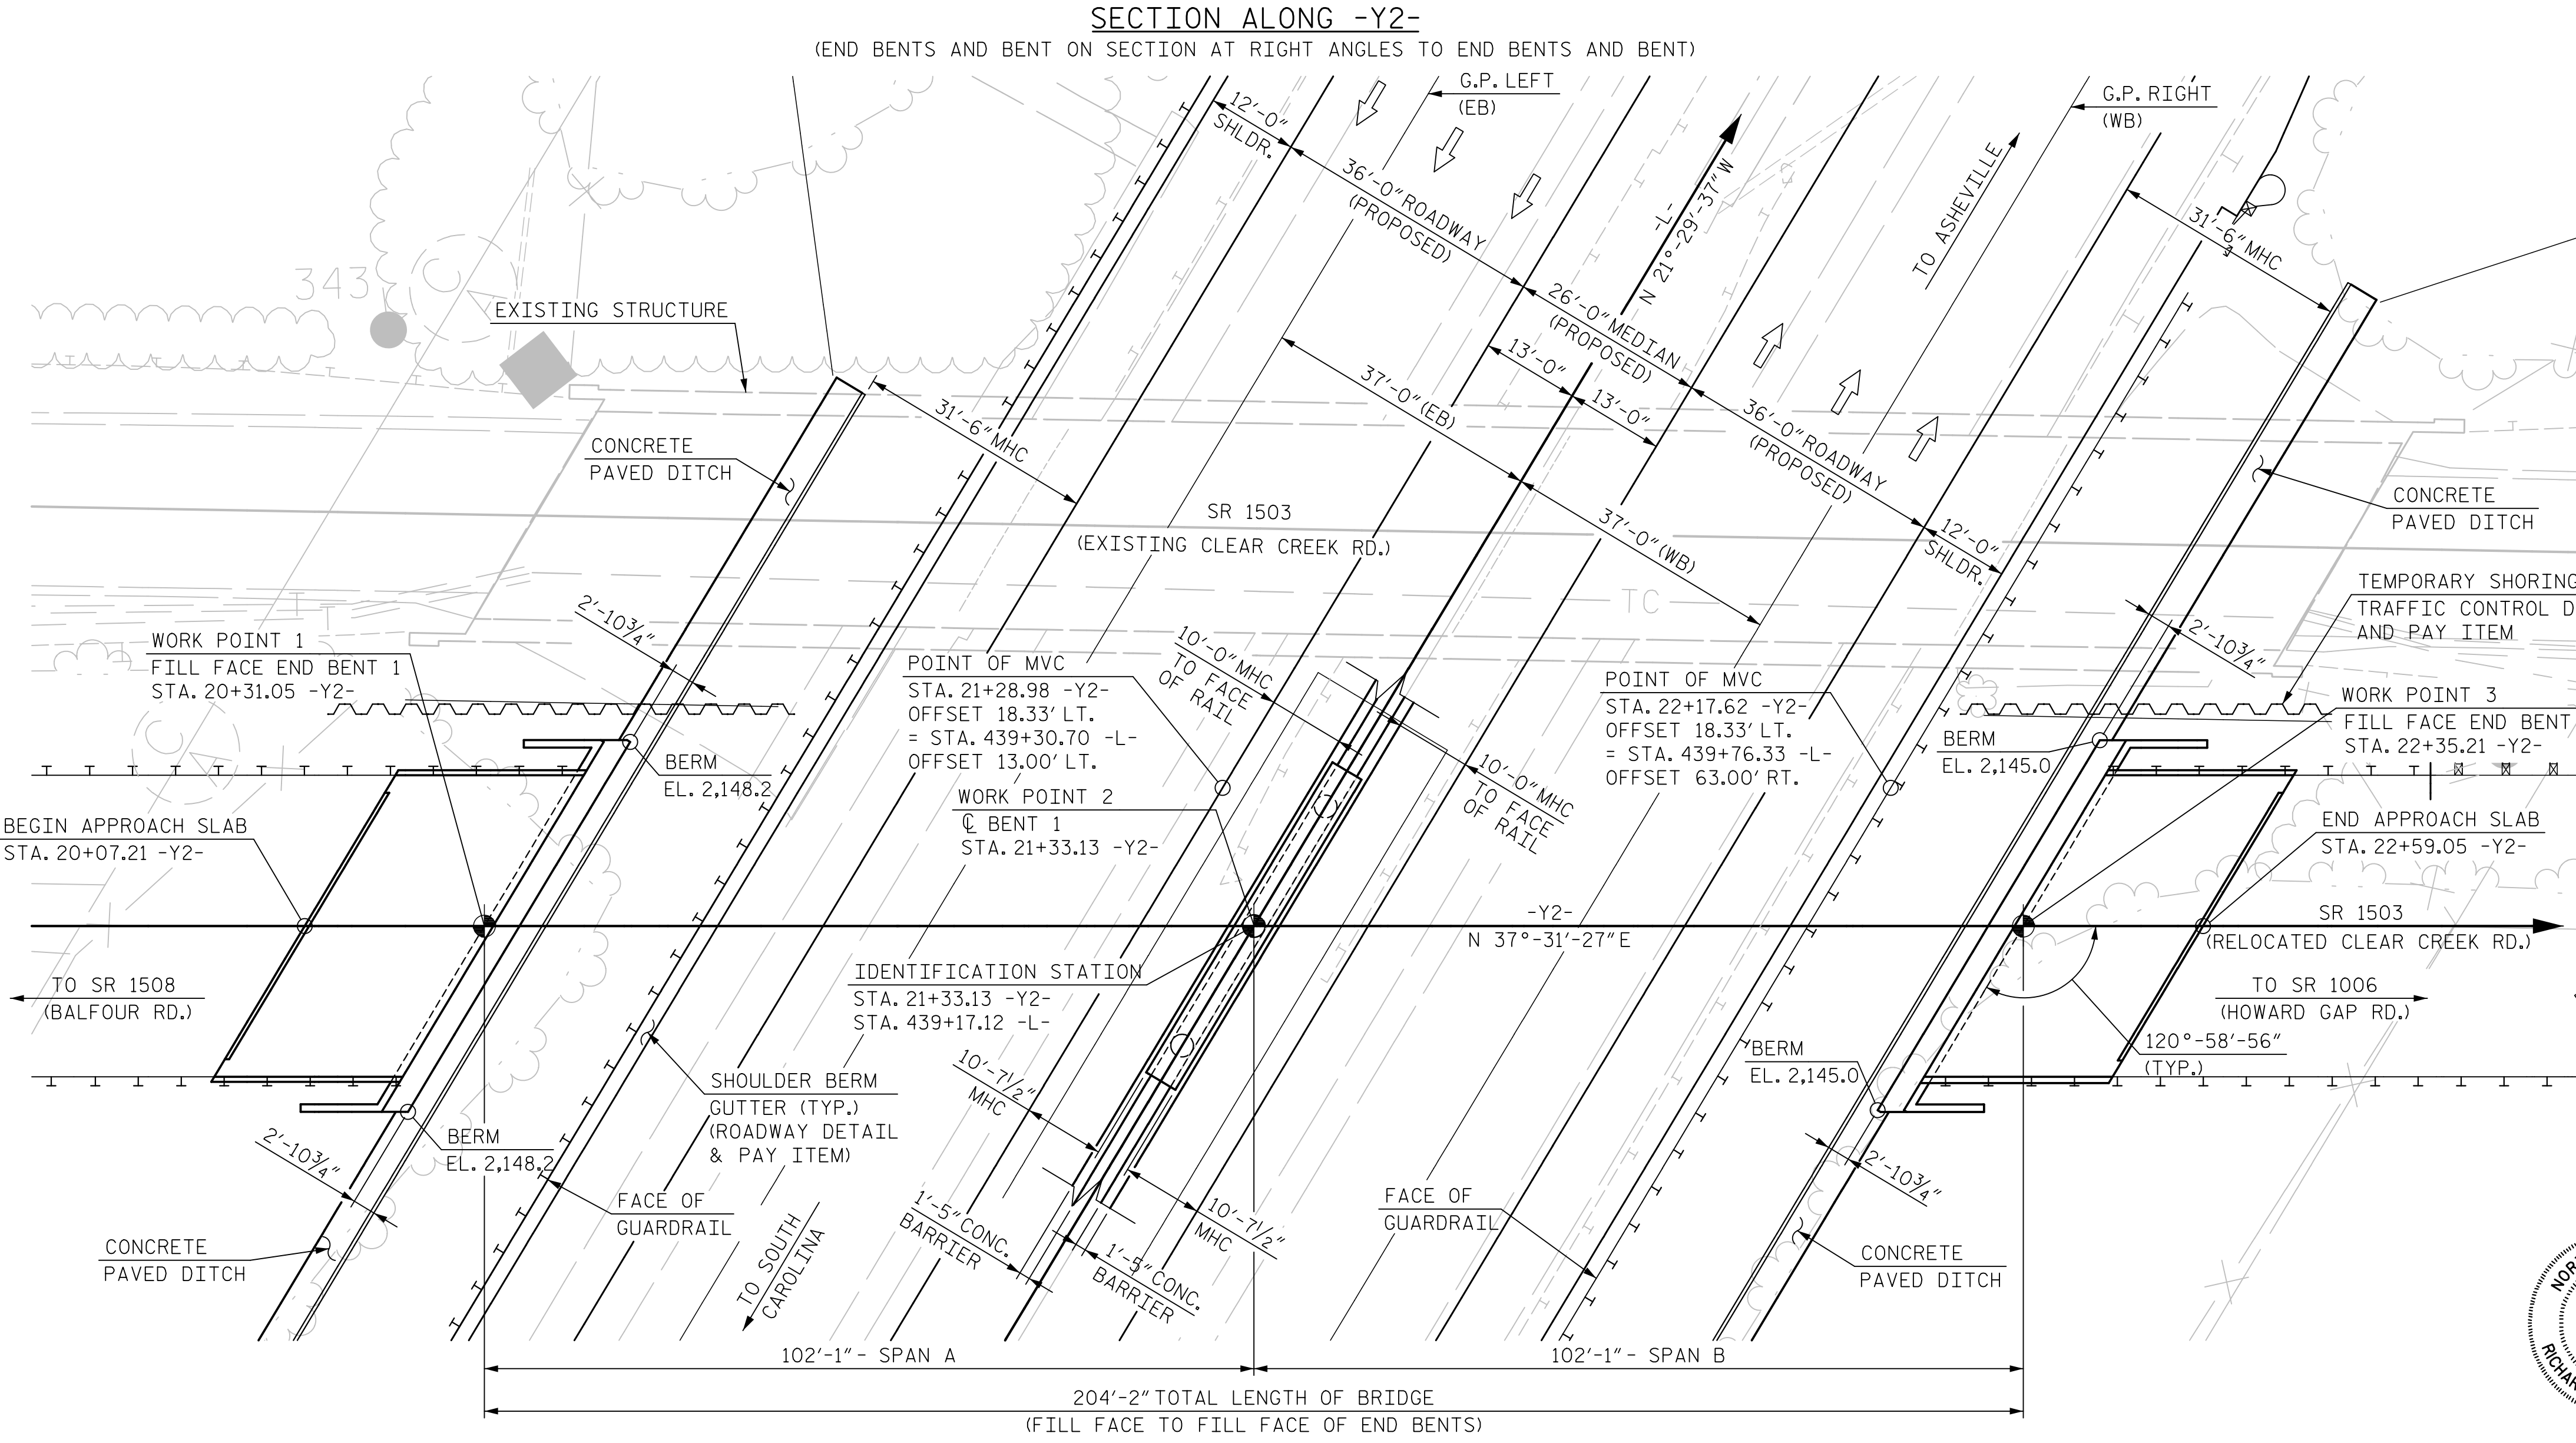 SECTION ALONG -Y2-
(END BENTS AND BENT ON SECTION AT RIGHT ANGLES TO END BENTS AND BENT)
G.P. LEFT
(EB)
G.P. RIGHT
(WB)
12'-0"
SHLDR.
36'-0" ROADWAY
(PROPOSED)
-L-
N 21°-29'-37" W
TO ASHEVILLE
31'-6" MHC
343
EXISTING STRUCTURE
26'-0" MEDIAN
(PROPOSED)
13'-0"
13'-0"
37'-0" (EB)
31'-6" MHC
36'-0" ROADWAY
(PROPOSED)
CONCRETE
PAVED DITCH
CONCRETE
PAVED DITCH
SR 1503
(EXISTING CLEAR CREEK RD.)
37'-0" (WB)
12'-0"
SHLDR.
TC
TEMPORARY SHORING
TRAFFIC CONTROL D
AND PAY ITEM
2'-10¾"
2'-10¾"
WORK POINT 1
FILL FACE END BENT 1
STA. 20+31.05 -Y2-
10'-0" MHC
TO FACE
OF RAIL
POINT OF MVC
STA. 21+28.98 -Y2-
OFFSET 18.33' LT.
= STA. 439+30.70 -L-
OFFSET 13.00' LT.
POINT OF MVC
STA. 22+17.62 -Y2-
OFFSET 18.33' LT.
= STA. 439+76.33 -L-
OFFSET 63.00' RT.
WORK POINT 3
FILL FACE END BENT
STA. 22+35.21 -Y2-
BERM
EL. 2,148.2
BERM
EL. 2,145.0
10'-0" MHC
TO FACE
OF RAIL
WORK POINT 2
℄ BENT 1
STA. 21+33.13 -Y2-
BEGIN APPROACH SLAB
STA. 20+07.21 -Y2-
END APPROACH SLAB
STA. 22+59.05 -Y2-
-Y2-
N 37°-31'-27" E
SR 1503
(RELOCATED CLEAR CREEK RD.)
IDENTIFICATION STATION
STA. 21+33.13 -Y2-
STA. 439+17.12 -L-
TO SR 1508
(BALFOUR RD.)
TO SR 1006
(HOWARD GAP RD.)
120°-58'-56"
(TYP.)
BERM
EL. 2,145.0
10'-7½"
MHC
SHOULDER BERM
GUTTER (TYP.)
(ROADWAY DETAIL
& PAY ITEM)
BERM
EL. 2,148.2
2'-10¾"
2'-10¾"
FACE OF
GUARDRAIL
TO SOUTH
CAROLINA
1'-5" CONC.
BARRIER
10'-7½"
MHC
1'-5" CONC.
BARRIER
FACE OF
GUARDRAIL
CONCRETE
PAVED DITCH
CONCRETE
PAVED DITCH
NOR
RICHAR
102'-1" - SPAN A
102'-1" - SPAN B
204'-2" TOTAL LENGTH OF BRIDGE
(FILL FACE TO FILL FACE OF END BENTS)